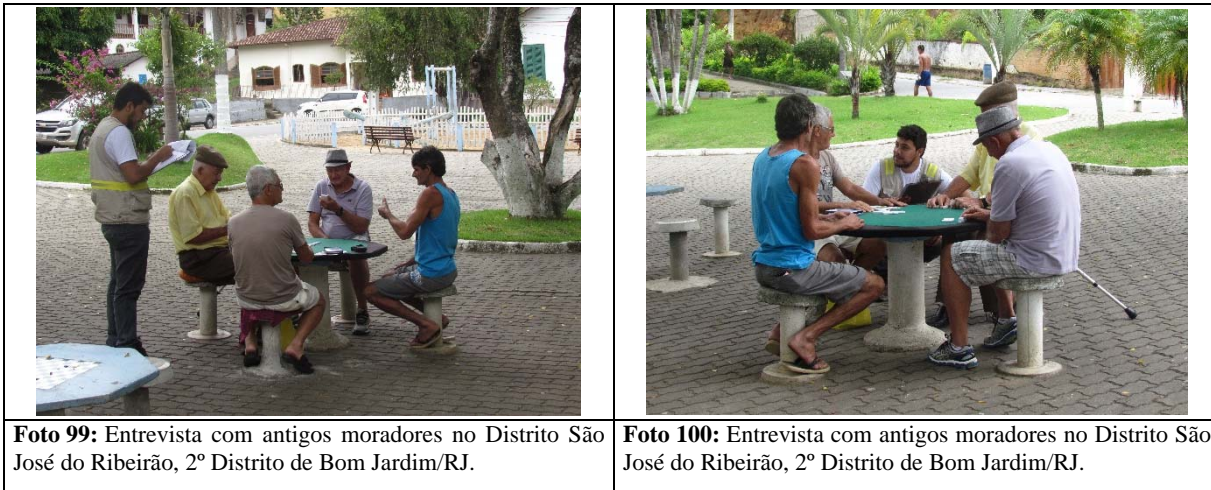 Foto 99: Entrevista com antigos moradores no Distrito São
José do Ribeirão, 2º Distrito de Bom Jardim/RJ.
Foto 100: Entrevista com antigos moradores no Distrito São
José do Ribeirão, 2º Distrito de Bom Jardim/RJ.